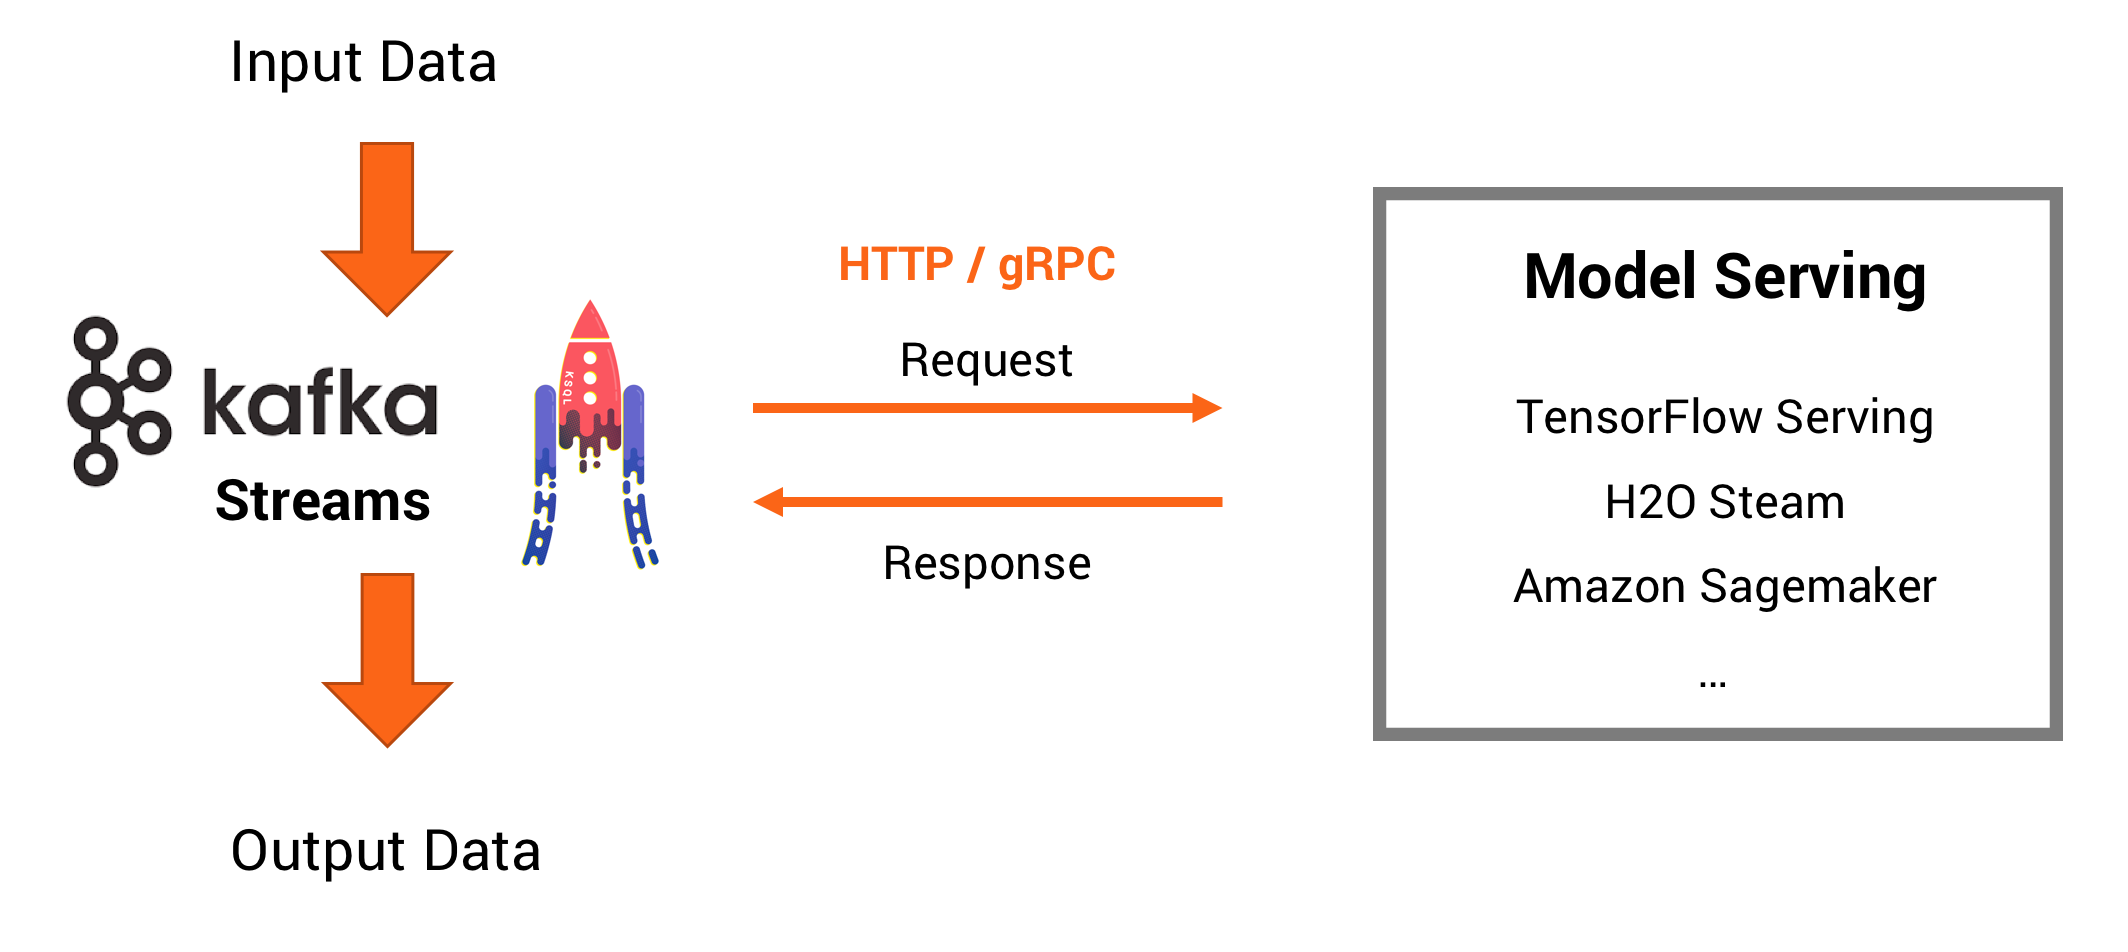 Input Data
HTTP / gRPC
Model Serving
Request
kafka
KSQL
TensorFlow Serving
Streams
H2O Steam
Response
Amazon Sagemaker
...
Output Data